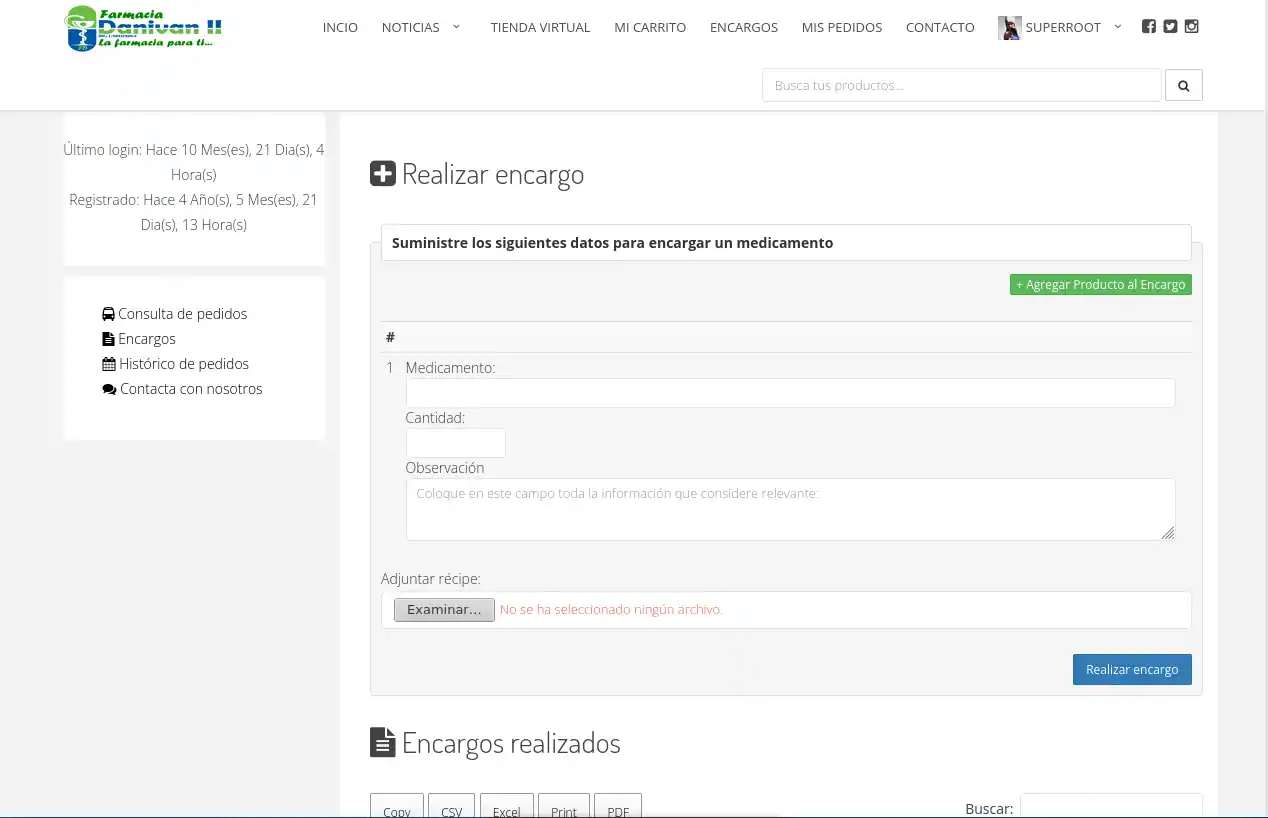 Farmacia
Danivan II
La farmacia para ti...
INCIO NOTICIAS TIENDA VIRTUAL MI CARRITO ENCARGOS MIS PEDIDOS CONTACTO SUPERROOT
Busca tus productos...
Último login: Hace 10 Mes(es), 21 Dia(s), 4
Hora(s)
Registrado: Hace 4 Año(s), 5 Mes(es), 21
Dia(s), 13 Hora(s)
Consulta de pedidos
Encargos
Histórico de pedidos
Contacta con nosotros
Realizar encargo
Suministre los siguientes datos para encargar un medicamento
+ Agregar Producto al Encargo
#
1 Medicamento:
Cantidad:
Observación
Coloque en este campo toda la información que considere relevante:
Adjuntar récipe:
Examinar... No se ha seleccionado ningún archivo.
Realizar encargo
Encargos realizados
Copy CSV Excel Print PDF Buscar: